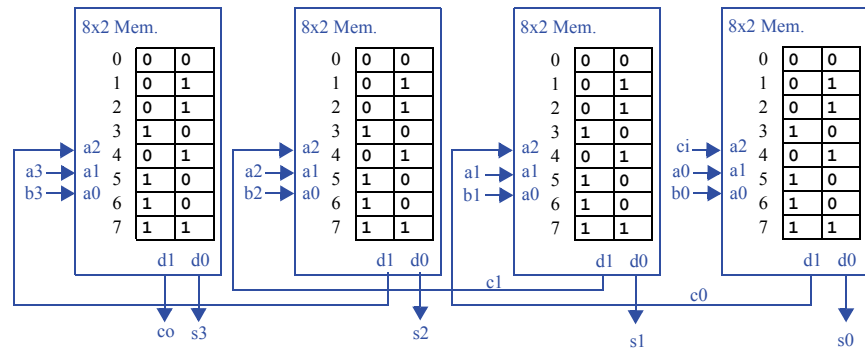 8x2 Mem. 8x2 Mem. 8x2 Mem. 8x2 Mem.
0 0 0 0 0 0 0 0 0 0 0 0
1 0 1 1 0 1 1 0 1 1 0 1
2 0 1 2 0 1 2 0 1 2 0 1
3 1 0 3 1 0 3 1 0 3 1 0
a2 4 0 1 a2 4 0 1 a2 4 0 1 ci a2 4 0 1
a3 a1 5 1 0 a2 a1 5 1 0 a1 a1 5 1 0 a0 a1 5 1 0
b3 a0 6 1 0 b2 a0 6 1 0 b1 a0 6 1 0 b0 a0 6 1 0
7 1 1 7 1 1 7 1 1 7 1 1
d1 d0 d1 d0 d1 d0 d1 d0
c1 c0
co s3 s2 s1 s0